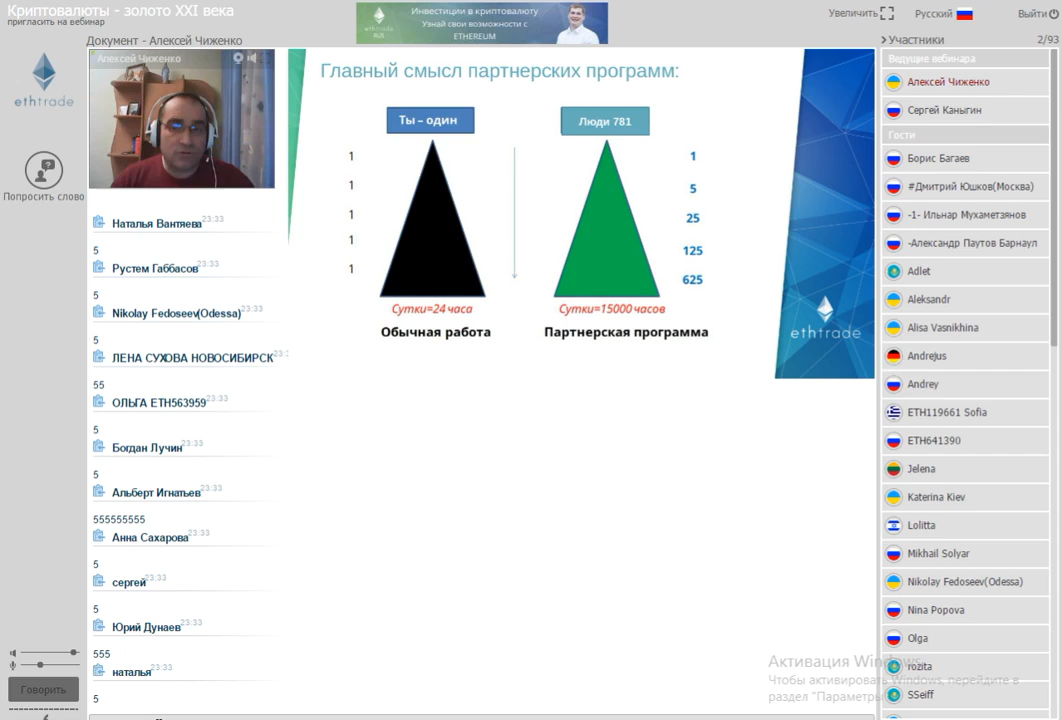 Криптовалюты - золото XXI века
пригласить на вебинар
Инвестиции в криптовалюту
Узнай свои возможности с
ETHEREUM
Увеличить
Русский
Выйти
Документ - Алексей Чиженко
Участники
2/93
ethtrade
Попросить слово
Говорить
Алексей Чиженко
Наталья Вантяева 23:33
5
Рустем Габбасов 23:33
5
Nikolay Fedoseev(Odessa) 23:33
5
ЛЕНА СУХОВА НОВОСИБИРСК 23:
55
ОЛЬГА ETH563959 23:33
5
Богдан Лучин 23:33
5
Альберт Игнатьев 23:33
555555555
Анна Сахарова 23:33
5
сергей 23:33
5
Юрий Дунаев 23:33
555
наталья 23:33
5
Главный смысл партнерских программ:
Ты – один
1
1
1
1
1
Сутки=24 часа
Обычная работа
Люди 781
1
5
25
125
625
Сутки=15000 часов
Партнерская программа
ethtrade
Ведущие вебинара
Алексей Чиженко
Сергей Каныгин
Гости
Борис Багаев
#Дмитрий Юшков(Москва)
-1- Ильнар Мухаметзянов
-Александр Паутов Барнаул
Adlet
Aleksandr
Alisa Vasnikhina
Andrejus
Andrey
ETH119661 Sofia
ETH641390
Jelena
Katerina Kiev
Lolitta
Mikhail Solyar
Nikolay Fedoseev(Odessa)
Nina Popova
Olga
rozita
SSeiff
Активация Windows
Чтобы активировать Windows, перейдите в
раздел "Параметры